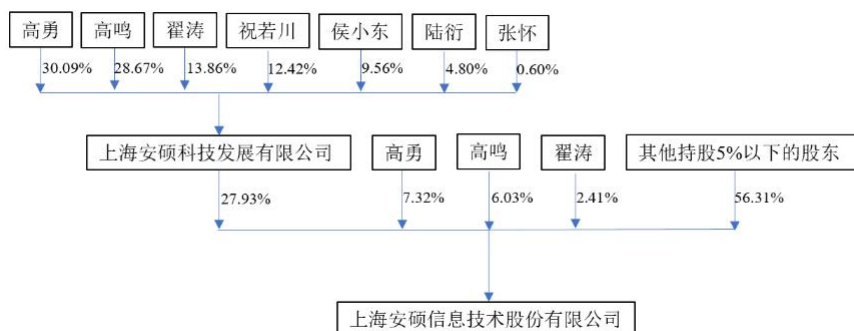 高勇 高鸣 翟涛 祝若川 侯小东 陆衍 张怀
30.09% 28.67% 13.86% 12.42% 9.56% 4.80% 0.60%
上海安硕科技发展有限公司 高勇 高鸣 翟涛 其他持股5%以下的股东
27.93% 7.32% 6.03% 2.41% 56.31%
上海安硕信息技术股份有限公司